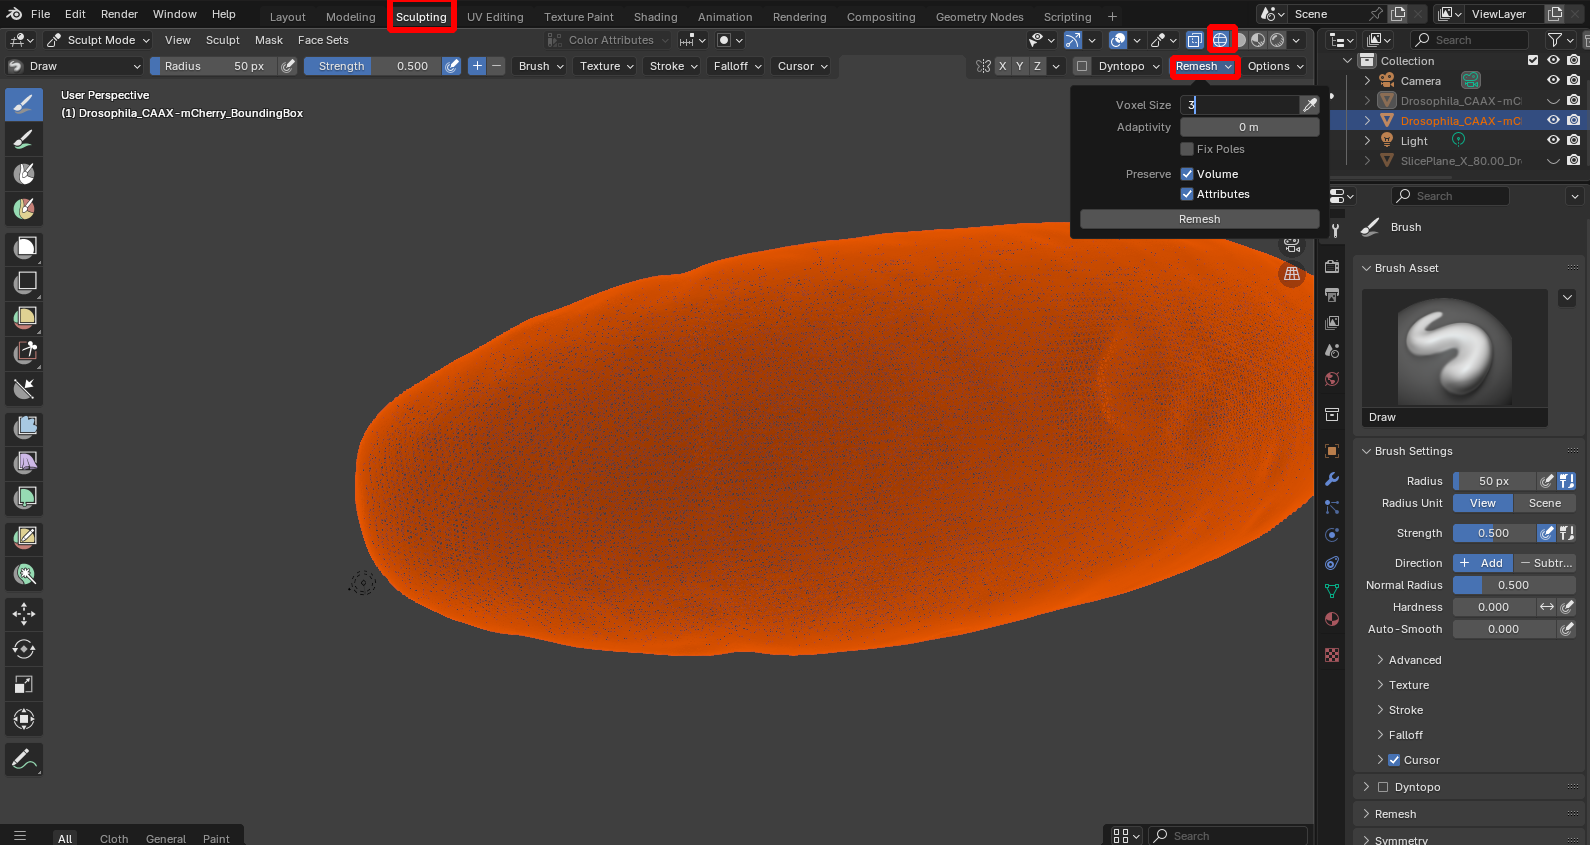 File Edit Render Window Help Layout Modeling Sculpting UV Editing Texture Paint Shading Animation Rendering Compositing Geometry Nodes Scripting + Scene ViewLayer
Sculpt Mode View Sculpt Mask Face Sets Color Attributes Search
Draw Radius 50 px Strength 0.500 + − Brush Texture Stroke Falloff Cursor X Y Z Dyntopo Remesh Options
User Perspective
(1) Drosophila_CAAX-mCherry_BoundingBox
Voxel Size 3
Adaptivity 0 m
Fix Poles
Preserve Volume
Attributes
Remesh
Collection
Camera
Drosophila_CAAX-mC
Drosophila_CAAX-mC
Light
SlicePlane_X_80.00_Dr
Search
Brush
Brush Asset
Draw
Brush Settings
Radius 50 px
Radius Unit View Scene
Strength 0.500
Direction + Add − Subtr...
Normal Radius 0.500
Hardness 0.000
Auto-Smooth 0.000
Advanced
Texture
Stroke
Falloff
Cursor
Dyntopo
Remesh
Symmetry
All Cloth General Paint Search